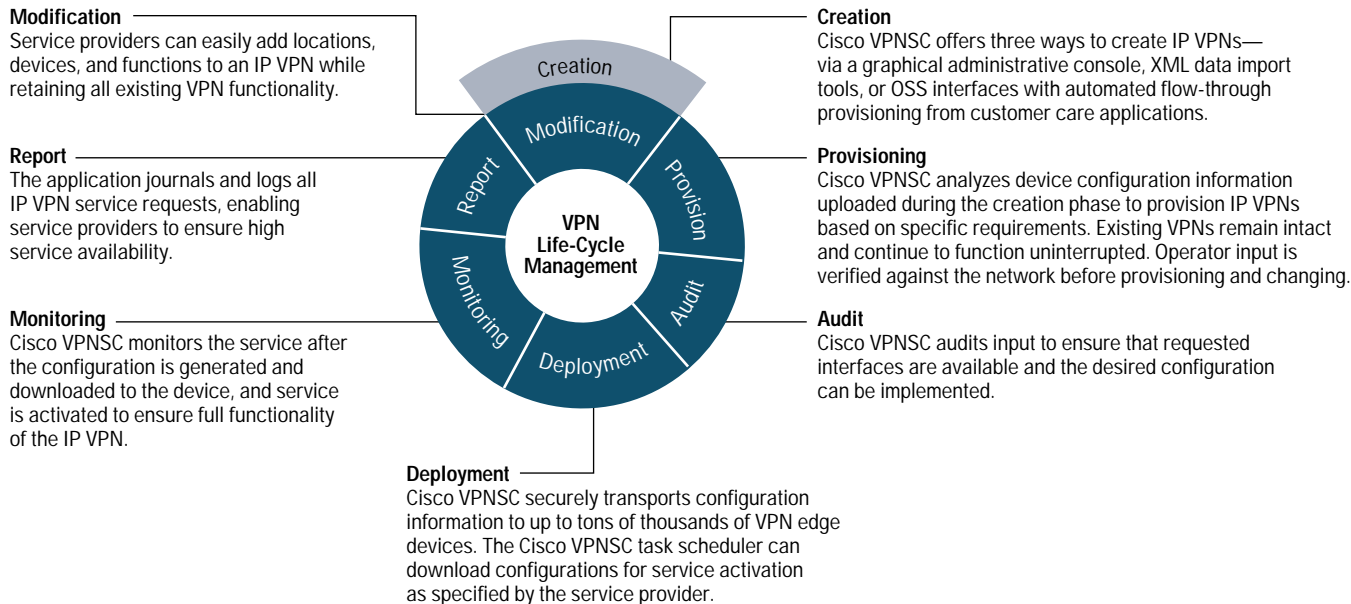 Modification
Service providers can easily add locations,
devices, and functions to an IP VPN while
retaining all existing VPN functionality.
Report
The application journals and logs all
IP VPN service requests, enabling
service providers to ensure high
service availability.
Monitoring
Cisco VPNSC monitors the service after
the configuration is generated and
downloaded to the device, and service
is activated to ensure full functionality
of the IP VPN.
Creation
Modification
Provision
Audit
Deployment
Monitoring
Report
VPN
Life-Cycle
Management
Creation
Cisco VPNSC offers three ways to create IP VPNs—
via a graphical administrative console, XML data import
tools, or OSS interfaces with automated flow-through
provisioning from customer care applications.
Provisioning
Cisco VPNSC analyzes device configuration information
uploaded during the creation phase to provision IP VPNs
based on specific requirements. Existing VPNs remain intact
and continue to function uninterrupted. Operator input is
verified against the network before provisioning and changing.
Audit
Cisco VPNSC audits input to ensure that requested
interfaces are available and the desired configuration
can be implemented.
Deployment
Cisco VPNSC securely transports configuration
information to up to tons of thousands of VPN edge
devices. The Cisco VPNSC task scheduler can
download configurations for service activation
as specified by the service provider.